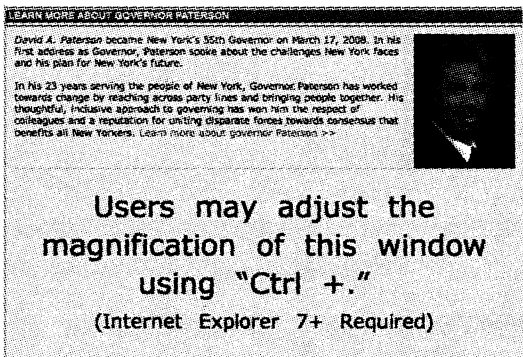 LEARN MORE ABOUT GOVERNOR PATERSON
David A. Paterson became New York's 55th Governor on March 17, 2008. In his
first address as Governor, Paterson spoke about the challenges New York faces
and his plan for New York's future.
In his 23 years serving the people of New York, Governor Paterson has worked
towards change by reaching across party lines and bringing people together. His
thoughtful, inclusive approach to governing has won him the respect of
colleagues and a reputation for uniting disparate forces towards consensus that
benefits all New Yorkers. Learn more about governor Paterson >>
Users may adjust the
magnification of this window
using “Ctrl +.”
(Internet Explorer 7+ Required)